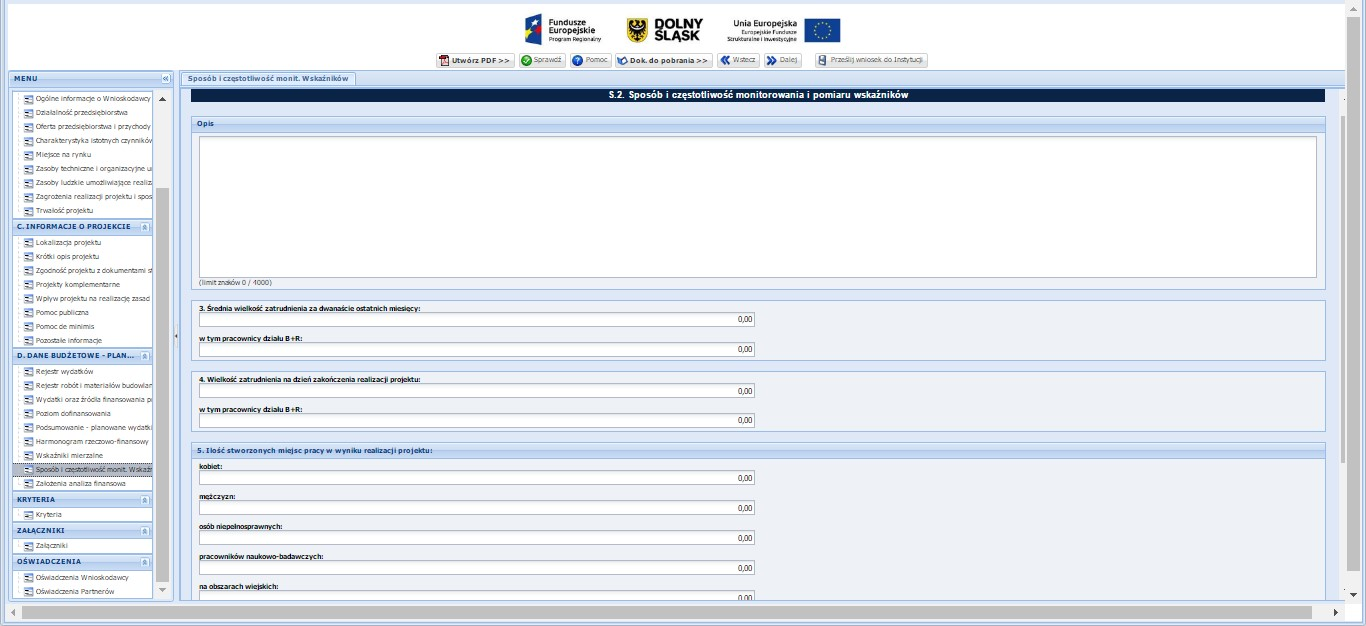 Fundusze
Europejskie
Program Regionalny
DOLNY
ŚLĄSK
Unia Europejska
Europejskie Fundusze
Strukturalne i Inwestycyjne
Utwórz PDF >>
Sprawdź
Pomoc
Dok. do pobrania >>
Wstecz
Dalej
Prześlij wniosek do Instytucji
MENU
Ogólne informacje o Wnioskodawcy
Działalność przedsiębiorstwa
Oferta przedsiębiorstwa i przychody
Charakterystyka istotnych czynników
Miejsce na rynku
Zasoby techniczne i organizacyjne u
Zasoby ludzkie umożliwiające realiz
Zagrożenia realizacji projektu i spos
Trwałość projektu
C. INFORMACJE O PROJEKCIE
Lokalizacja projektu
Krótki opis projektu
Zgodność projektu z dokumentami st
Projekty komplementarne
Wpływ projektu na realizację zasad
Pomoc publiczna
Pomoc de minimis
Pozostałe informacje
D. DANE BUDŻETOWE - PLAN...
Rejestr wydatków
Rejestr robót i materiałów budowlan
Wydatki oraz źródła finansowania p
Poziom dofinansowania
Podsumowanie - planowane wydatki
Harmonogram rzeczowo-finansowy
Wskaźniki mierzalne
Sposób i częstotliwość monit. Wskaźn
Założenia analiza finansowa
KRYTERIA
Kryteria
ZAŁĄCZNIKI
Załączniki
OŚWIADCZENIA
Oświadczenia Wnioskodawcy
Oświadczenia Partnerów
Sposób i częstotliwość monit. Wskaźników
S.2. Sposób i częstotliwość monitorowania i pomiaru wskaźników
Opis
(limit znaków 0 / 4000)
3. Średnia wielkość zatrudnienia za dwanaście ostatnich miesięcy:
0,00
w tym pracownicy działu B+R:
0,00
4. Wielkość zatrudnienia na dzień zakończenia realizacji projektu:
0,00
w tym pracownicy działu B+R:
0,00
5. Ilość stworzonych miejsc pracy w wyniku realizacji projektu:
kobiet:
0,00
mężczyzn:
0,00
osób niepełnosprawnych:
0,00
pracowników naukowo-badawczych:
0,00
na obszarach wiejskich:
0,00